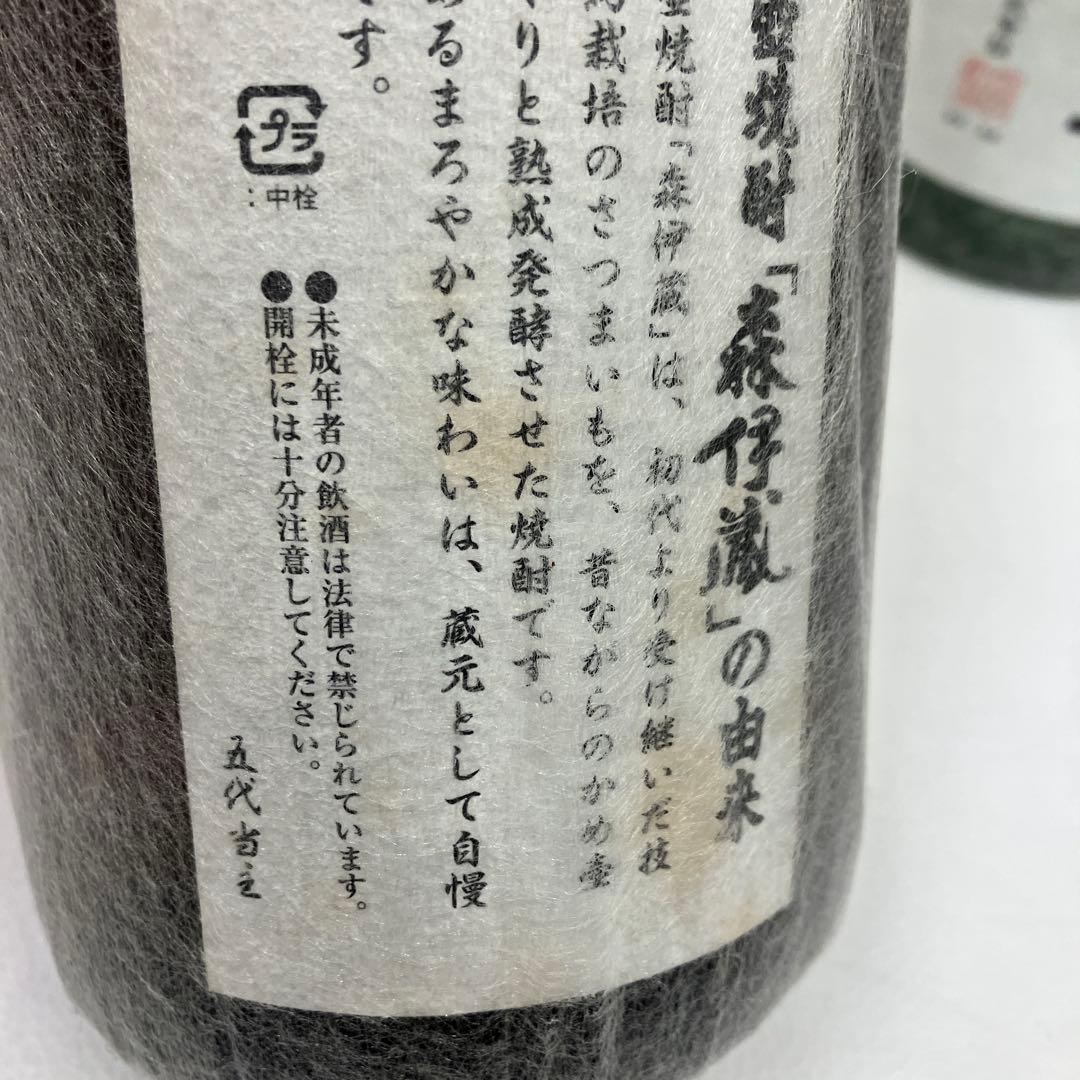 壷焼酎「森伊蔵」の由来
壷焼酎「森伊蔵」は、初代より受け継いだ技
栽培のさつまいもを、昔ながらのかめ壷
りと熟成発酵させた焼酎です。
あるまろやかな味わいは、蔵元として自慢
す。
プラ
:中栓
●未成年者の飲酒は法律で禁じられています。
●開栓には十分注意してください。
五代当主